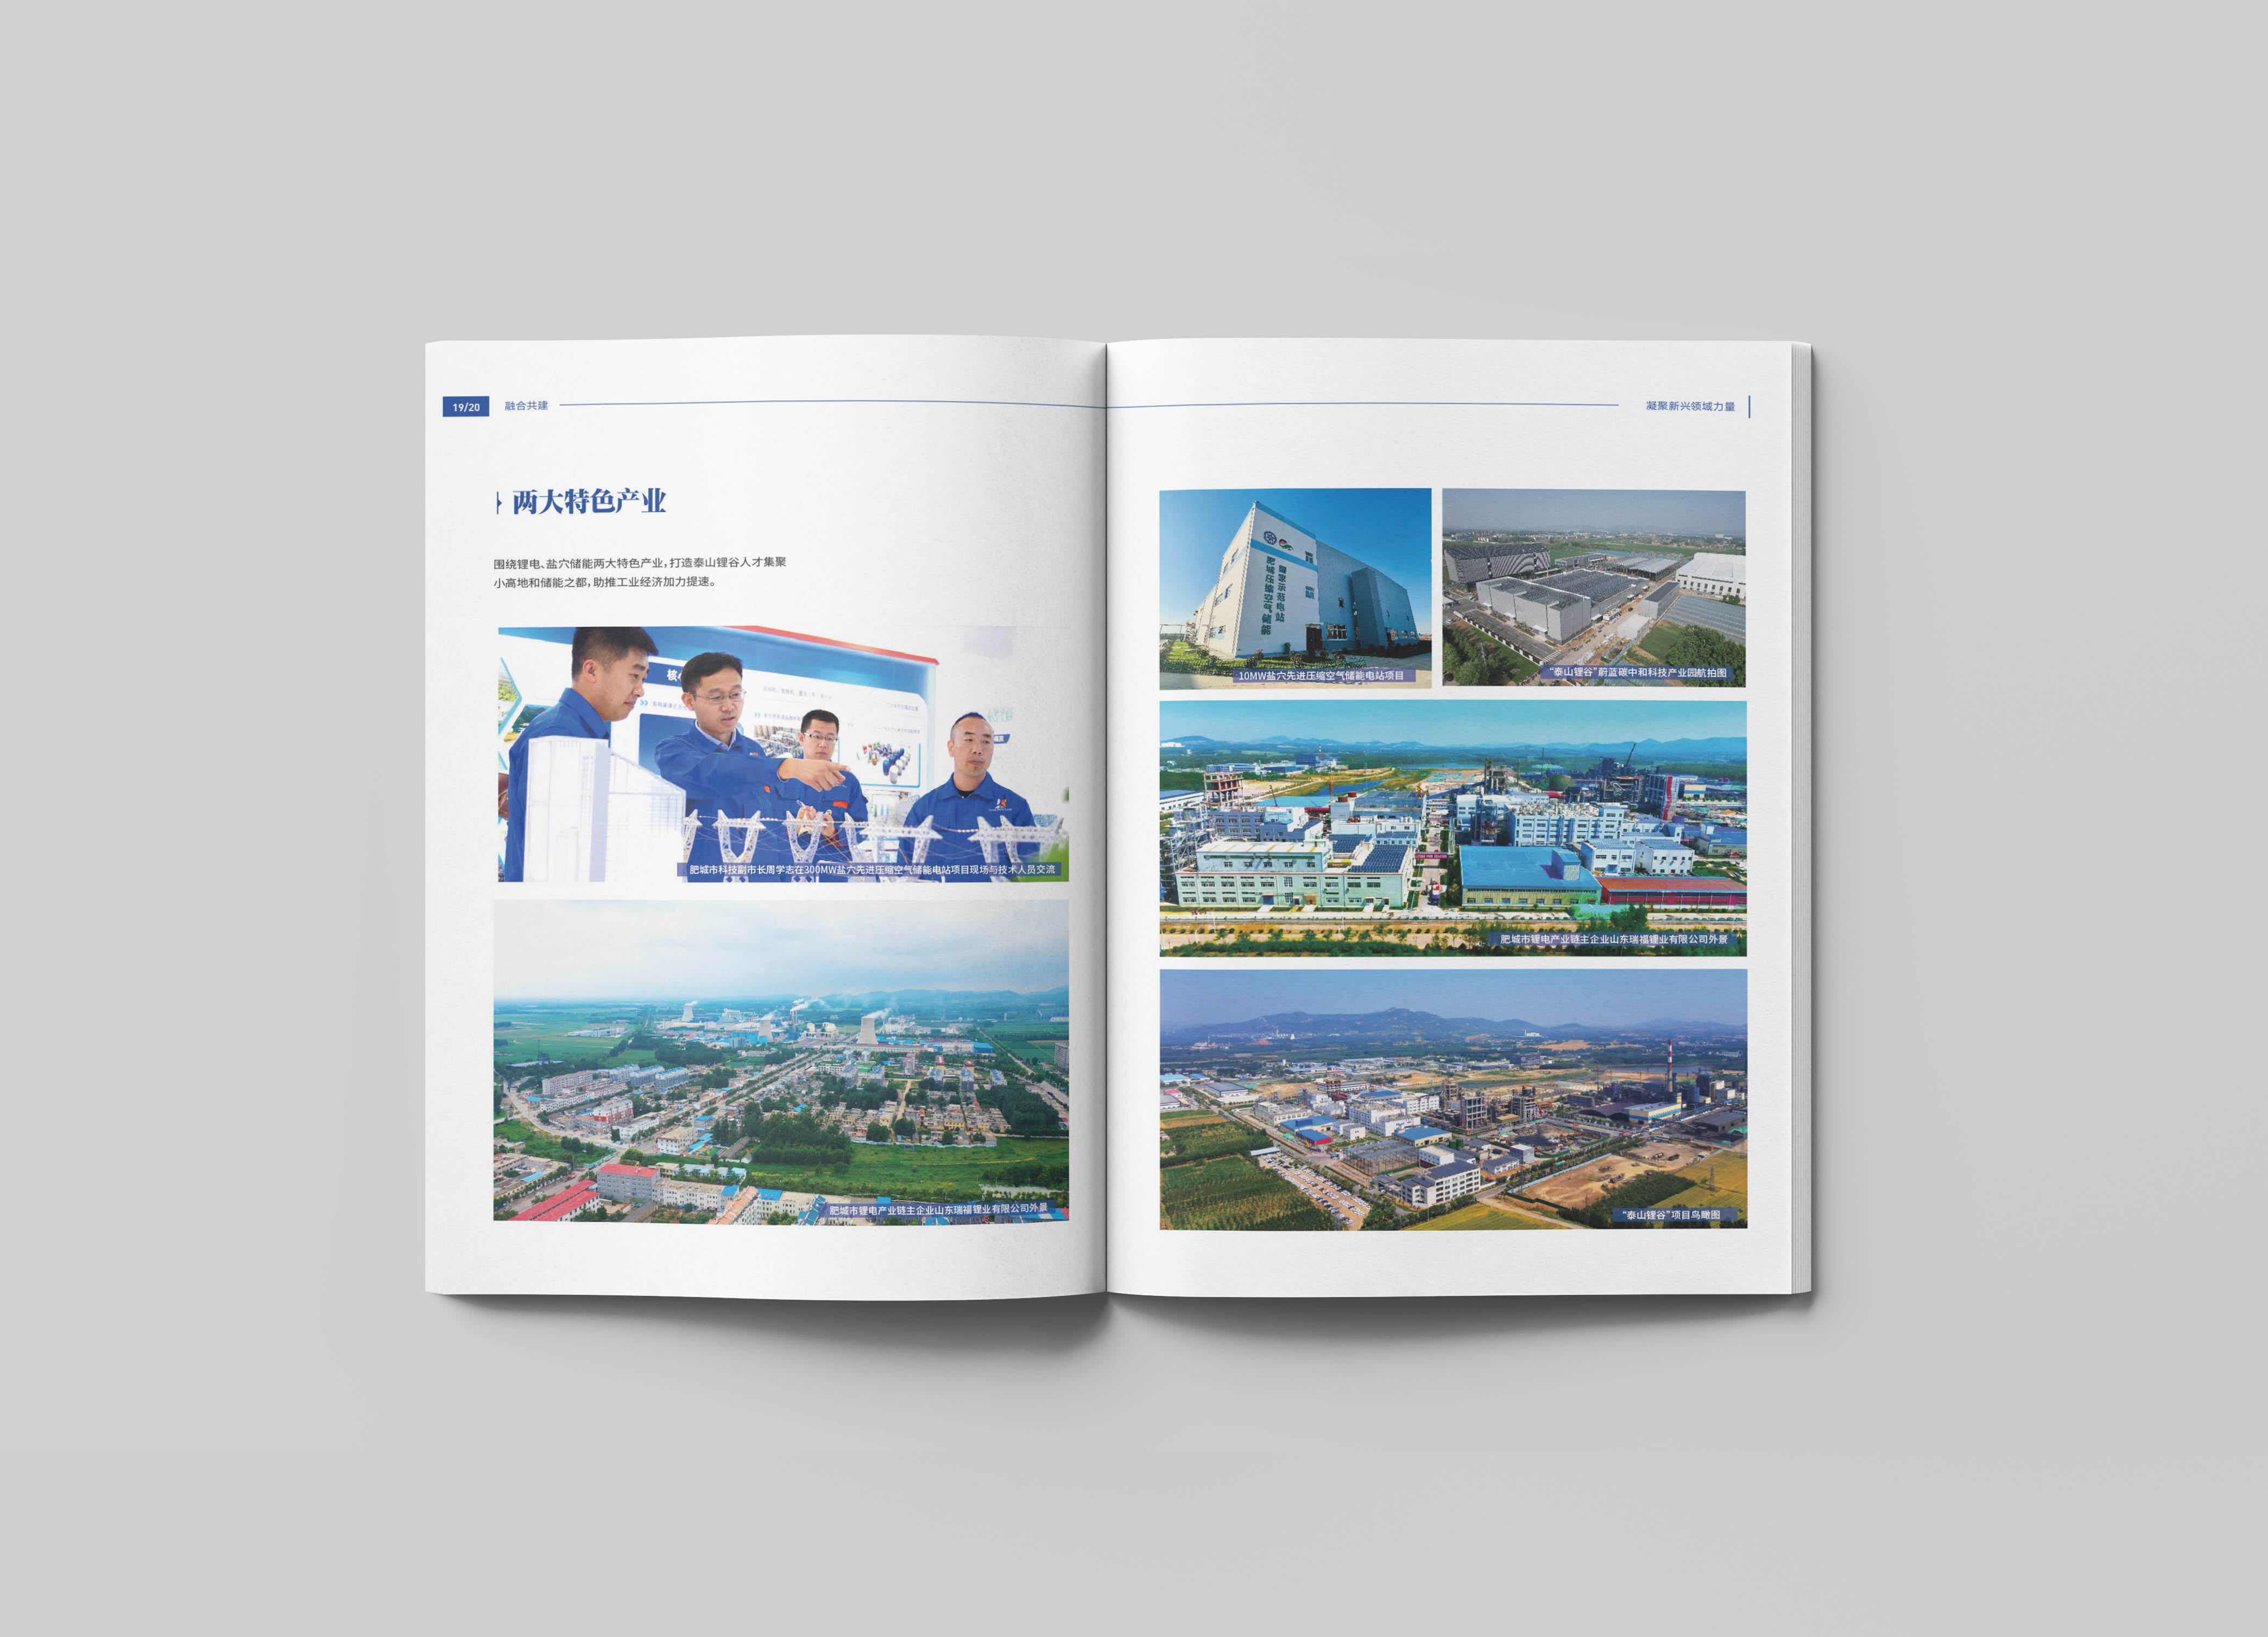 19/20
融合共建
凝聚新兴领域力量
两大特色产业
围绕锂电、盐穴储能两大特色产业，打造泰山锂谷人才集聚
小高地和储能之都，助推工业经济加力提速。
核
肥城市科技副市长周学志在300MW盐穴先进压缩空气储能电站项目现场与技术人员交流
肥城市锂电产业链主企业山东瑞福锂业有限公司外景
国家示范电站
肥城压缩空气储能
10MW盐穴先进压缩空气储能电站项目
“泰山锂谷”蔚蓝碳中和科技产业园航拍图
肥城市锂电产业链主企业山东瑞福锂业有限公司外景
“泰山锂谷”项目鸟瞰图